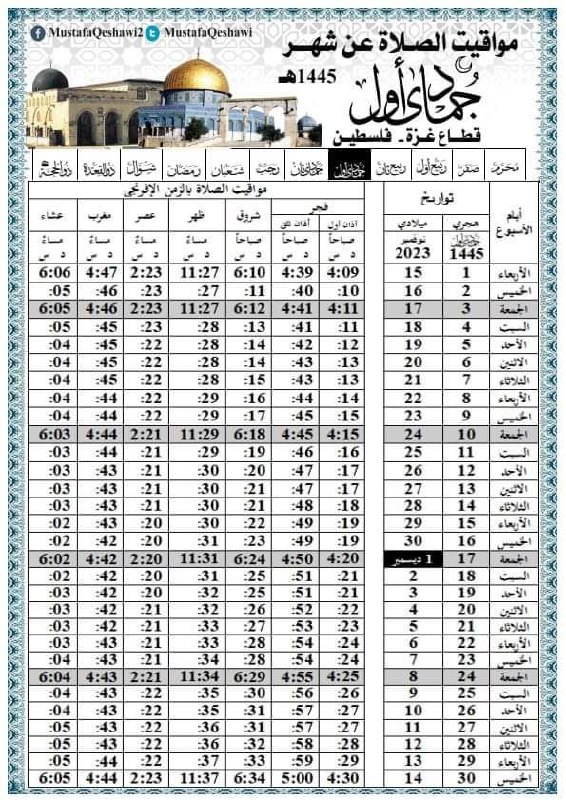 MustafaQeshawi2 MustafaQeshawi
مواقيت الصلاة عن شهر
جمادى أول
1445هـ
قطاع غزة - فلسطين
محرم صفر ربيع أول ربيع ثان جمادى أول جمادى ثان رجب شعبان رمضان شوال ذو القعدة ذو الحجة
تواريخ مواقيت الصلاة بالزمن الإفرنجي
أيام الأسبوع هجري ميلادي فجر شروق ظهر عصر مغرب عشاء
أذان أول أذان ثاني
جمادى أول نوفمبر صباحاً صباحاً صباحاً مساءً مساءً مساءً مساءً
1445 2023 د س د س د س د س د س د س د س
الأربعاء 1 15 4:09 4:39 6:10 11:27 2:23 4:47 6:06
الخميس 2 16 :10 :40 :11 :27 :23 :46 :05
الجمعة 3 17 4:11 4:41 6:12 11:27 2:23 4:46 6:05
السبت 4 18 :11 :41 :13 :28 :23 :45 :05
الأحد 5 19 :12 :42 :14 :28 :22 :45 :04
الاثنين 6 20 :13 :43 :14 :28 :22 :45 :04
الثلاثاء 7 21 :13 :43 :15 :28 :22 :45 :04
الأربعاء 8 22 :14 :44 :16 :29 :22 :44 :04
الخميس 9 23 :15 :45 :17 :29 :22 :45 :04
الجمعة 10 24 4:15 4:45 6:18 11:29 2:21 4:44 6:03
السبت 11 25 :16 :46 :19 :29 :21 :44 :03
الأحد 12 26 :17 :47 :20 :30 :21 :44 :03
الاثنين 13 27 :17 :47 :21 :30 :21 :43 :03
الثلاثاء 14 28 :18 :48 :21 :30 :21 :43 :03
الأربعاء 15 29 :19 :49 :22 :30 :20 :43 :02
الخميس 16 30 :19 :49 :23 :31 :20 :42 :02
الجمعة 17 1 ديسمبر 4:20 4:50 6:24 11:31 2:20 4:42 6:02
السبت 18 2 :21 :51 :25 :31 :20 :42 :02
الأحد 19 3 :21 :51 :25 :32 :20 :42 :03
الاثنين 20 4 :22 :52 :26 :32 :21 :42 :03
الثلاثاء 21 5 :23 :53 :27 :33 :21 :43 :03
الأربعاء 22 6 :24 :54 :28 :33 :21 :43 :03
الخميس 23 7 :24 :54 :28 :34 :21 :43 :04
الجمعة 24 8 4:25 4:55 6:29 11:34 2:21 4:43 6:04
السبت 25 9 :26 :56 :30 :35 :22 :43 :04
الأحد 26 10 :27 :57 :31 :35 :22 :43 :04
الاثنين 27 11 :27 :57 :31 :36 :22 :43 :05
الثلاثاء 28 12 :28 :58 :32 :36 :22 :43 :05
الأربعاء 29 13 :29 :59 :33 :37 :22 :44 :05
الخميس 30 14 4:30 5:00 6:34 11:37 2:23 4:44 6:05